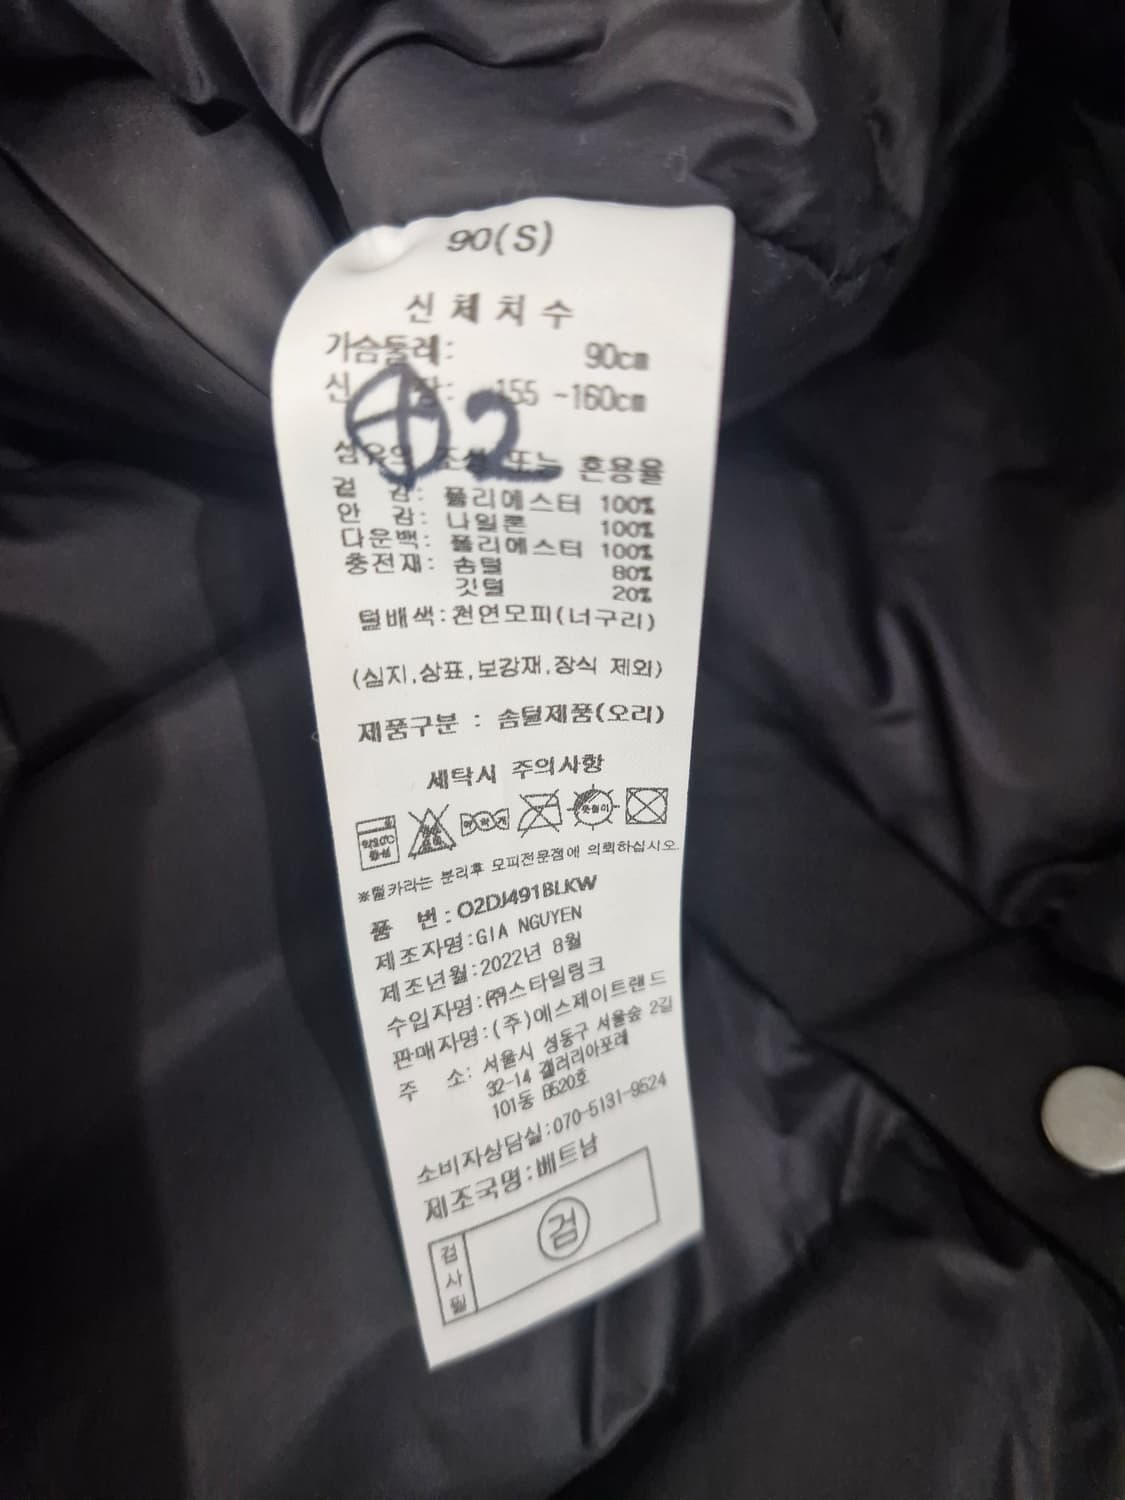 90(S)
신체치수
가슴둘레: 90cm
신 장: 155 ~160cm
2
섬유의 조성 또는 혼용율
겉 감: 폴리에스터 100%
안 감: 나일론 100%
다운백: 폴리에스터 100%
충전재: 솜털 80%
깃털 20%
털배색:천연모피(너구리)
(심지,상표,보강재,장식 제외)
제품구분 : 솜털제품(오리)
세탁시 주의사항
※털카라는 분리후 모피전문점에 의뢰하십시오.
품 번:O2DJ491BLKW
제조자명:GIA NGUYEN
제조년월:2022년 8월
수입자명:㈜스타일링크
판매자명:(주)에스제이트랜드
주 소: 서울시 성동구 서울숲 2길
32-14 갤러리아포레
101동 B520호
소비자상담실:070-5131-9524
제조국명:베트남
검사필 검